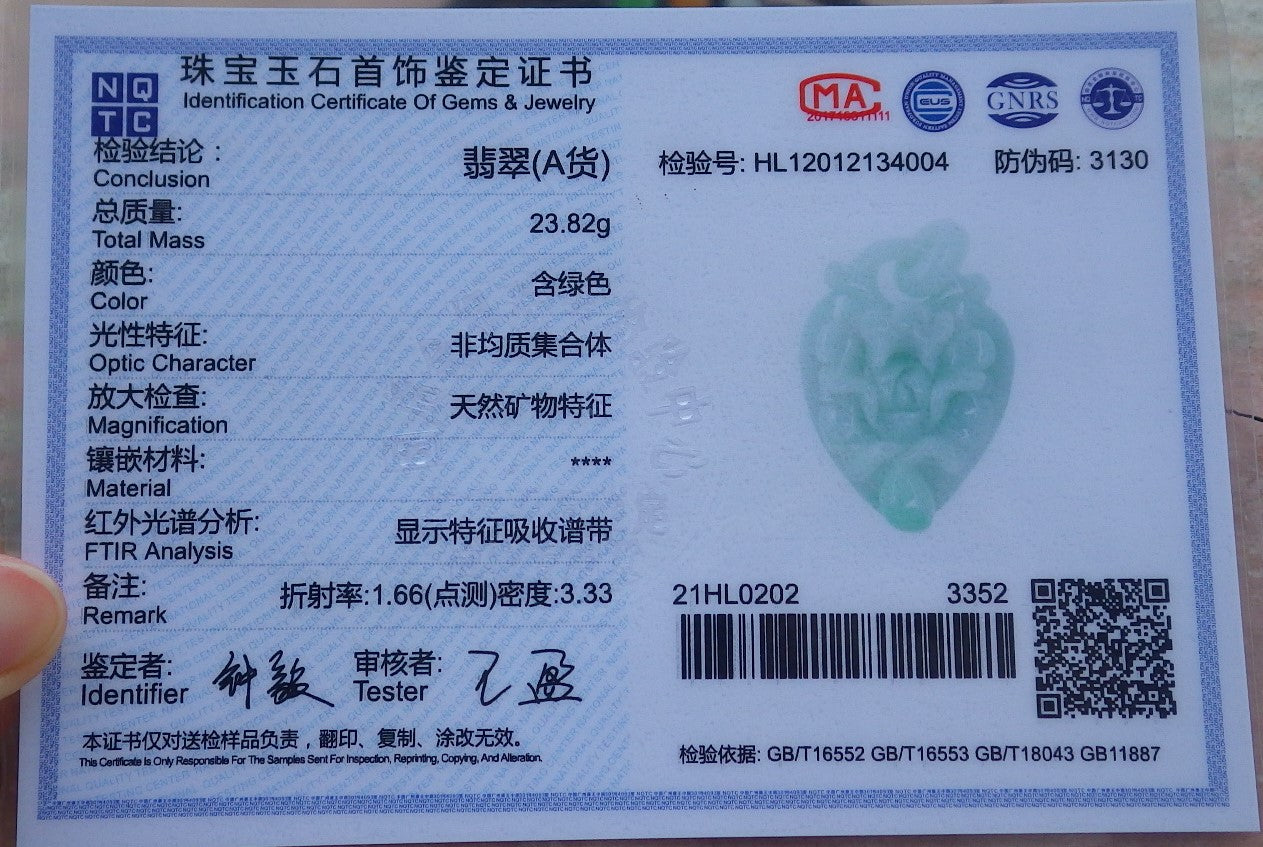 NQTC
珠宝玉石首饰鉴定证书
Identification Certificate Of Gems & Jewelry
检验结论：
Conclusion
翡翠(A货)
总质量:
Total Mass
23.82g
颜色:
Color
含绿色
光性特征:
Optic Character
非均质集合体
放大检查:
Magnification
天然矿物特征
镶嵌材料:
Material
****
红外光谱分析:
FTIR Analysis
显示特征吸收谱带
备注:
Remark
折射率:1.66(点测)密度:3.33
鉴定者:
Identifier
审核者:
Tester
本证书仅对送检样品负责，翻印、复制、涂改无效。
This Certificate Is Only Responsible For The Samples Sent For Inspection, Reprinting, Copying, And Alteration.
MA
GUS
GNRS
检验号: HL12012134004 防伪码: 3130
21HL0202 3352
检验依据: GB/T16552 GB/T16553 GB/T18043 GB11887